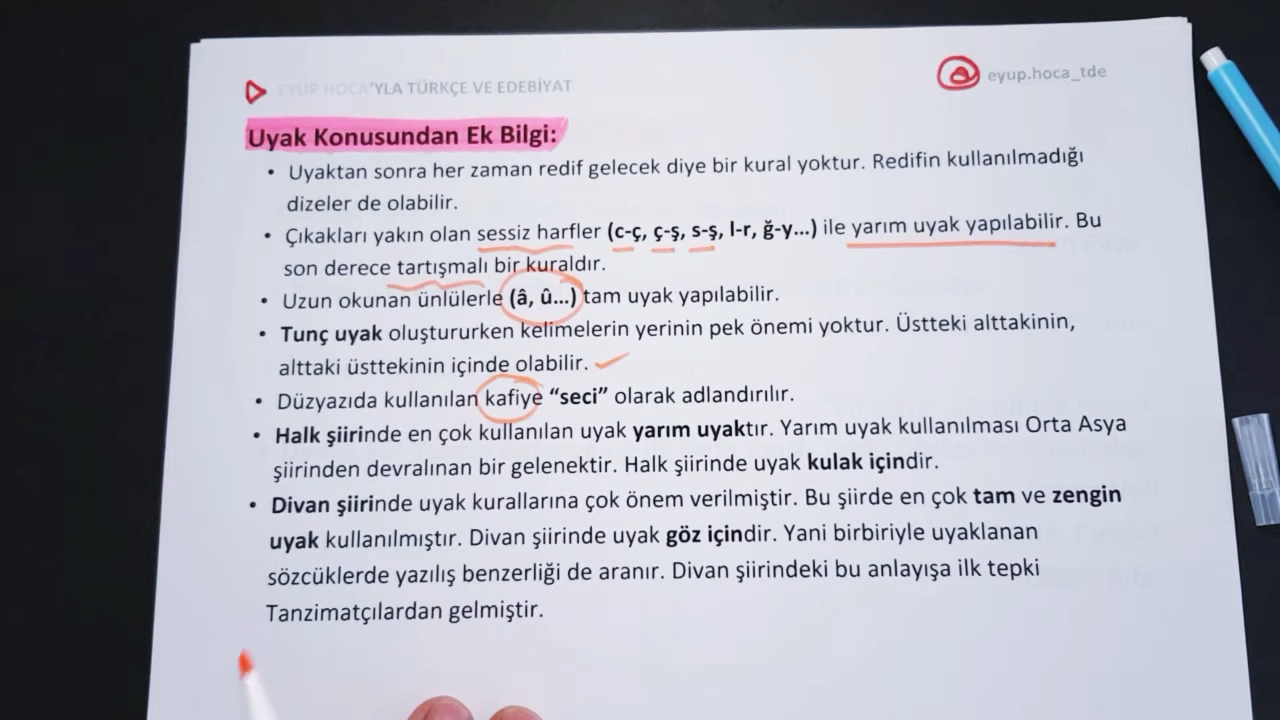 EYÜP HOCA'YLA TÜRKÇE VE EDEBİYAT
eyup.hoca_tde
Uyak Konusundan Ek Bilgi:
• Uyaktan sonra her zaman redif gelecek diye bir kural yoktur. Redifin kullanılmadığı
dizeler de olabilir.
• Çıkakları yakın olan sessiz harfler (c-ç, ç-ş, s-ş, l-r, ğ-y...) ile yarım uyak yapılabilir. Bu
son derece tartışmalı bir kuraldır.
• Uzun okunan ünlülerle (â, û...) tam uyak yapılabilir.
• Tunç uyak oluştururken kelimelerin yerinin pek önemi yoktur. Üstteki alttakinin,
alttaki üsttekinin içinde olabilir.
• Düzyazıda kullanılan kafiye “seci” olarak adlandırılır.
• Halk şiirinde en çok kullanılan uyak yarım uyaktır. Yarım uyak kullanılması Orta Asya
şiirinden devralınan bir gelenektir. Halk şiirinde uyak kulak içindir.
• Divan şiirinde uyak kurallarına çok önem verilmiştir. Bu şiirde en çok tam ve zengin
uyak kullanılmıştır. Divan şiirinde uyak göz içindir. Yani birbiriyle uyaklanan
sözcüklerde yazılış benzerliği de aranır. Divan şiirindeki bu anlayışa ilk tepki
Tanzimatçılardan gelmiştir.